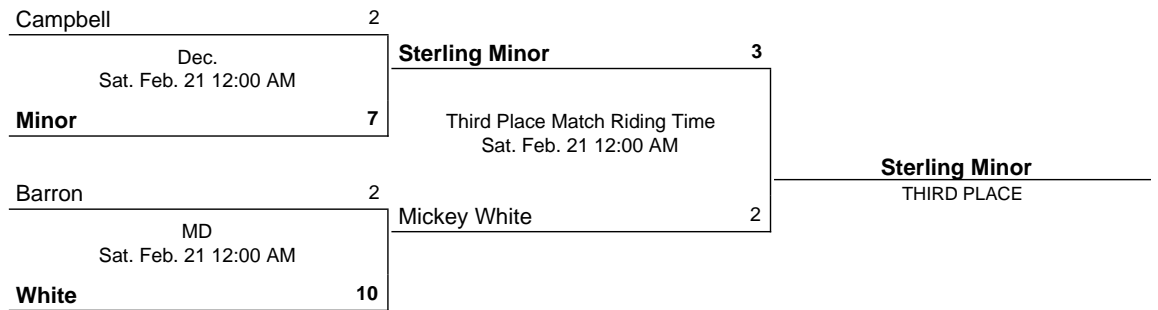 Campbell 2
Dec.
Sat. Feb. 21 12:00 AM
Minor 7
Sterling Minor 3
Third Place Match Riding Time
Sat. Feb. 21 12:00 AM
Mickey White 2
Barron 2
MD
Sat. Feb. 21 12:00 AM
White 10
Sterling Minor
THIRD PLACE